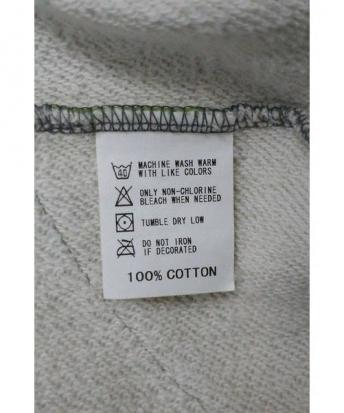 40
MACHINE WASH WARM
WITH LIKE COLORS
ONLY NON-CHLORINE
BLEACH WHEN NEEDED
TUMBLE DRY LOW
DO NOT IRON
IF DECORATED
100% COTTON